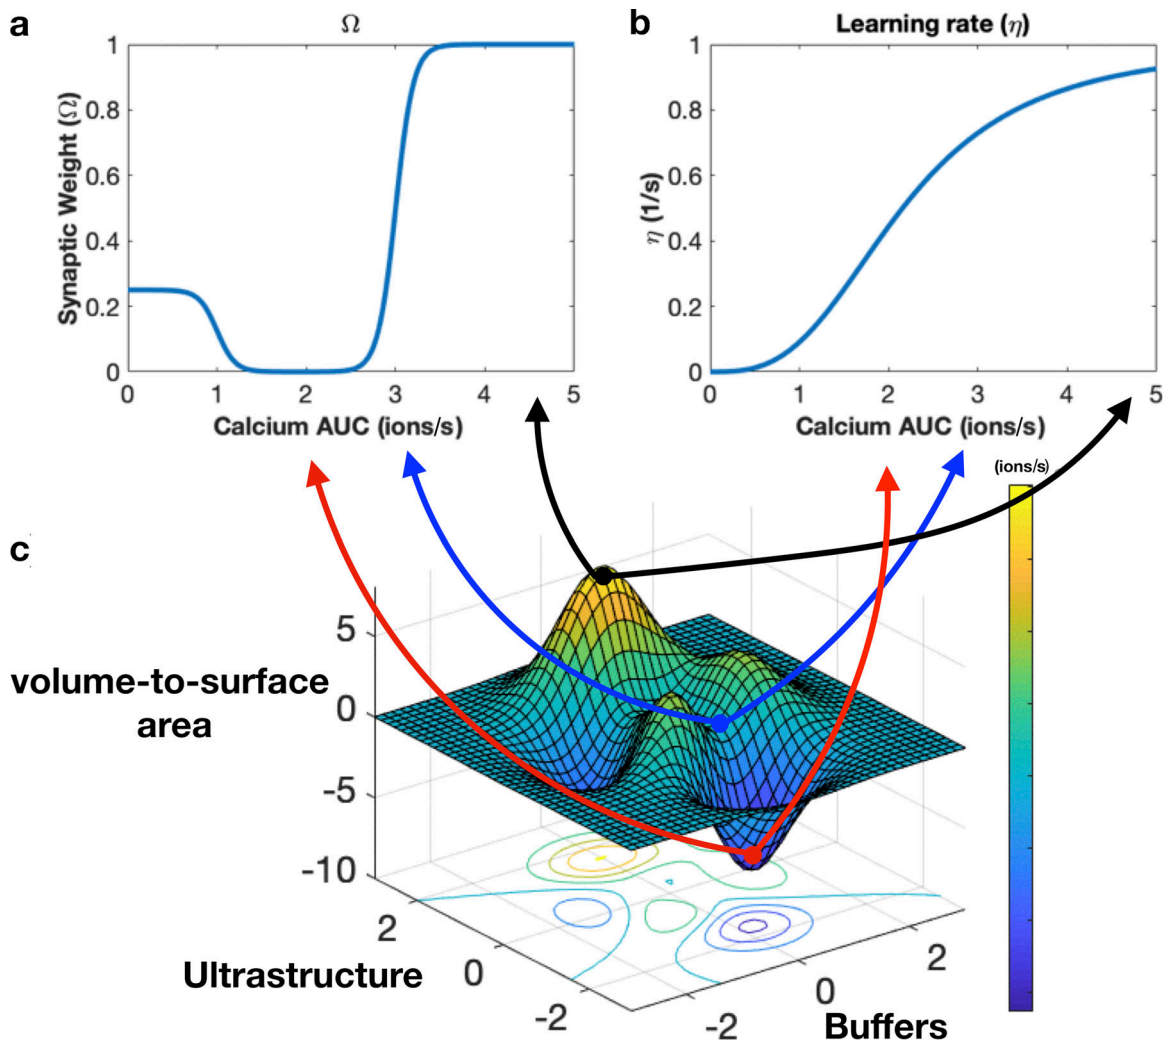 a
Ω
Synaptic Weight (Ω)
1
0.8
0.6
0.4
0.2
0
0 1 2 3 4 5
Calcium AUC (ions/s)
b
Learning rate (η)
η (1/s)
1
0.8
0.6
0.4
0.2
0
0 1 2 3 4 5
Calcium AUC (ions/s)
(ions/s)
c
volume-to-surface
area
5
0
-5
-10
2
0
-2
Ultrastructure
-2
0
2
Buffers